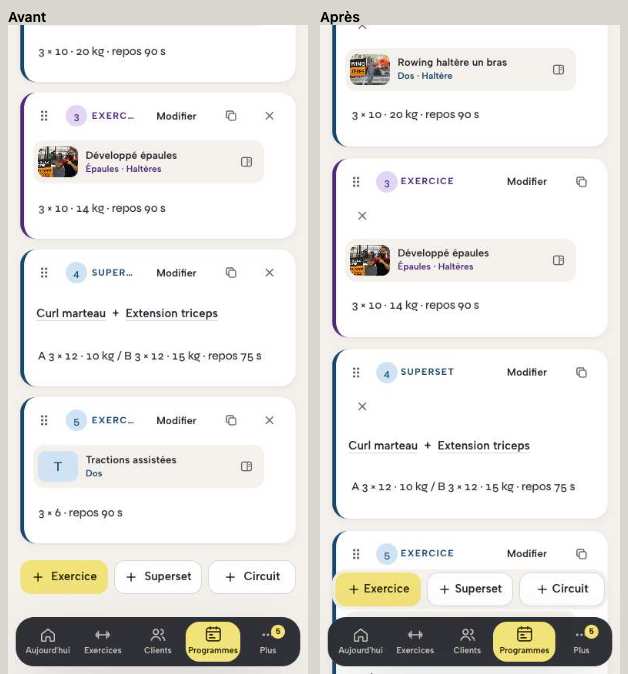 Avant
3 × 10 · 20 kg · repos 90 s
3 EXERC… Modifier
Développé épaules
Épaules · Haltères
3 × 10 · 14 kg · repos 90 s
4 SUPER… Modifier
Curl marteau + Extension triceps
A 3 × 12 · 10 kg / B 3 × 12 · 15 kg · repos 75 s
5 EXERC… Modifier
T Tractions assistées
Dos
3 × 6 · repos 90 s
+ Exercice + Superset + Circuit
5
Aujourd'hui Exercices Clients Programmes Plus
Après
Rowing haltère un bras
Dos · Haltère
3 × 10 · 20 kg · repos 90 s
3 EXERCICE Modifier
Développé épaules
Épaules · Haltères
3 × 10 · 14 kg · repos 90 s
4 SUPERSET Modifier
Curl marteau + Extension triceps
A 3 × 12 · 10 kg / B 3 × 12 · 15 kg · repos 75 s
5 EXERCICE Modifier
+ Exercice + Superset + Circuit
5
Aujourd'hui Exercices Clients Programmes Plus